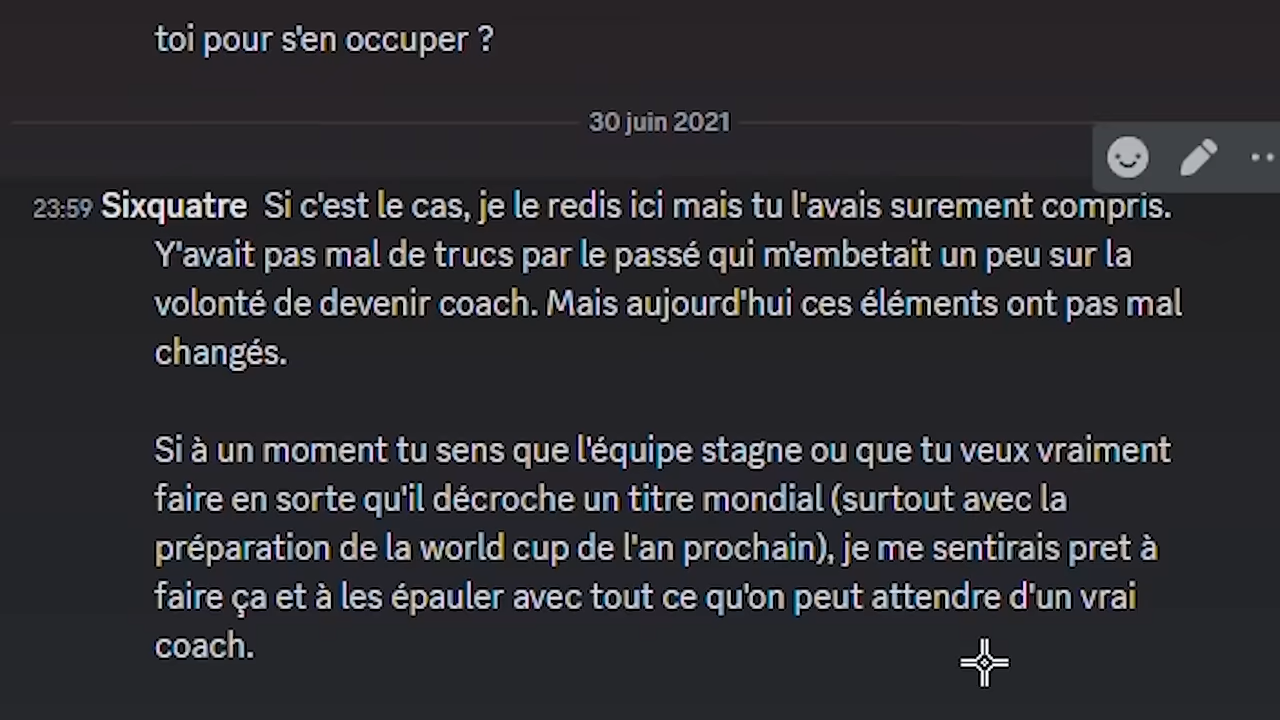 toi pour s'en occuper ?
30 juin 2021
23:59 Sixquatre Si c'est le cas, je le redis ici mais tu l'avais surement compris.
Y'avait pas mal de trucs par le passé qui m'embetait un peu sur la
volonté de devenir coach. Mais aujourd'hui ces éléments ont pas mal
changés.
Si à un moment tu sens que l'équipe stagne ou que tu veux vraiment
faire en sorte qu'il décroche un titre mondial (surtout avec la
préparation de la world cup de l'an prochain), je me sentirais pret à
faire ça et à les épauler avec tout ce qu'on peut attendre d'un vrai
coach.